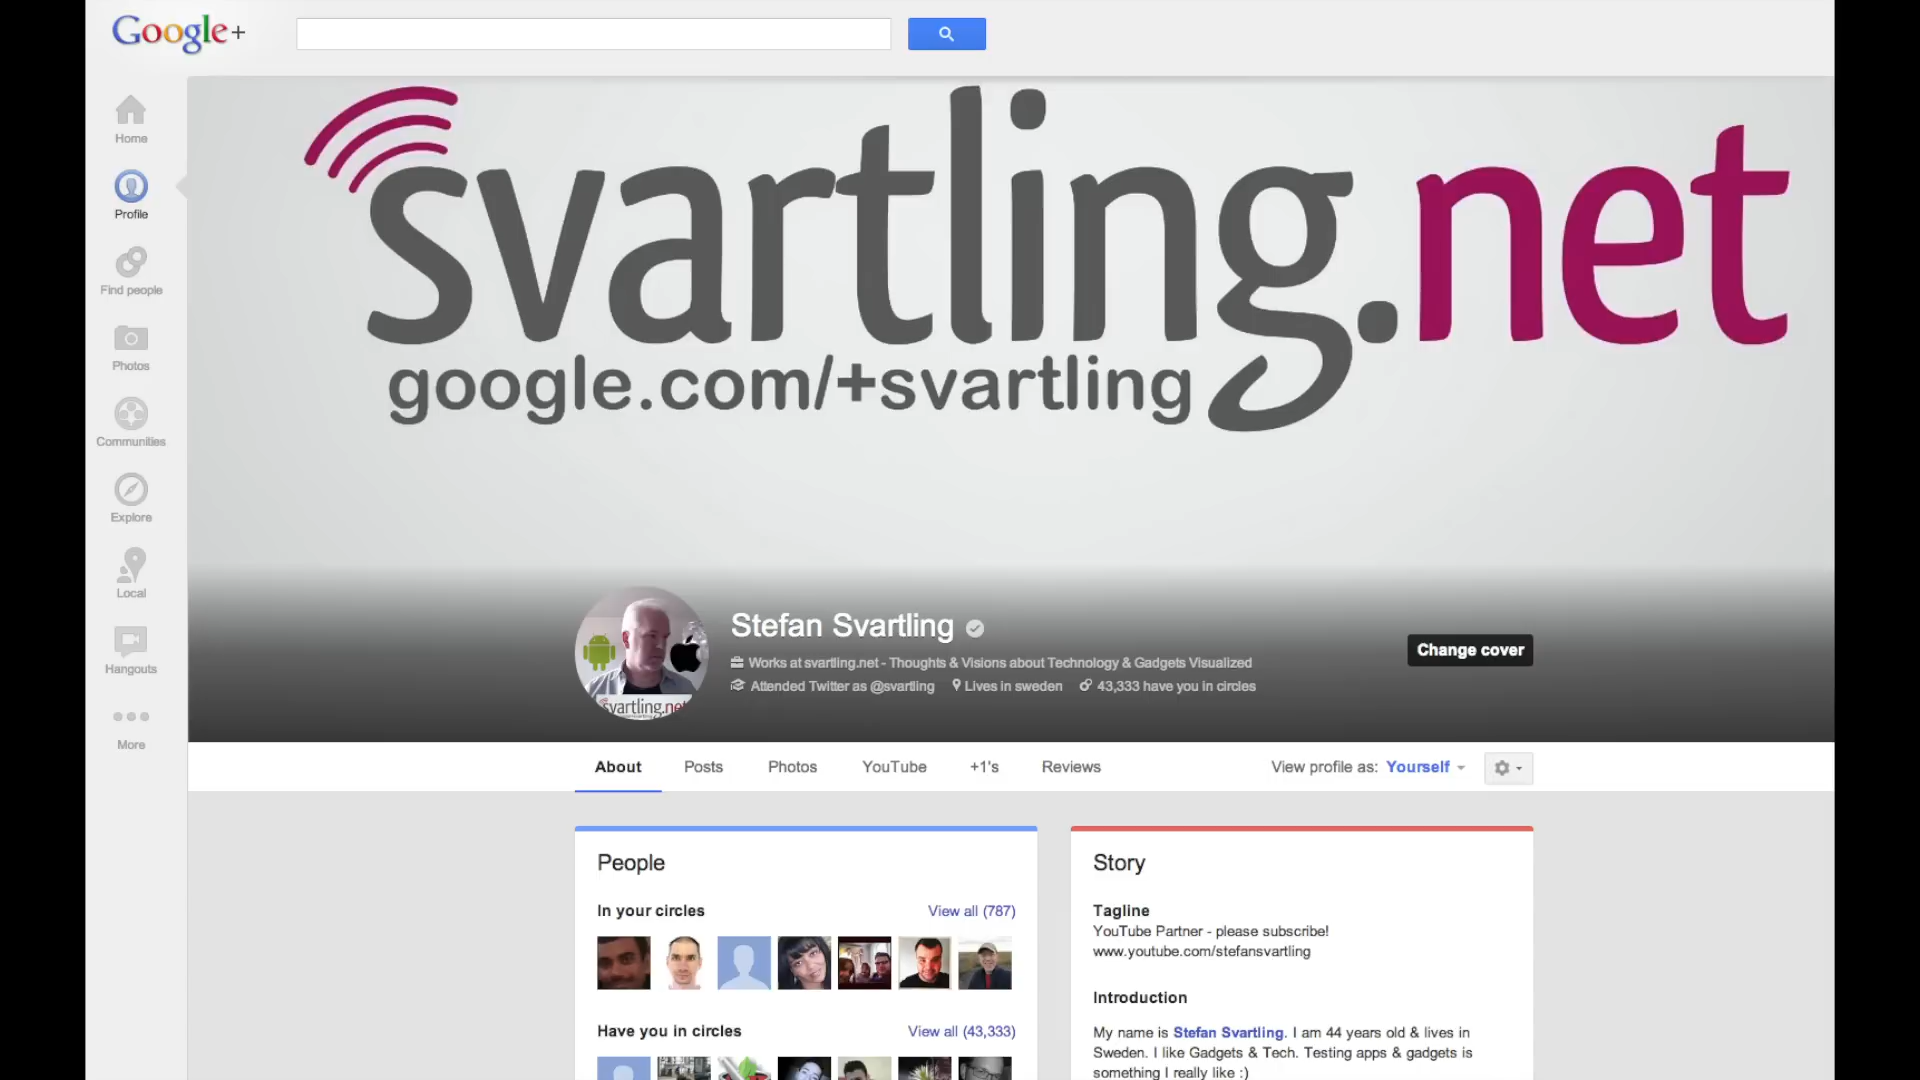 Google+
svartling.net
google.com/+svartling
Home
Profile
Find people
Photos
Communities
Explore
Local
Hangouts
More
svartling.net
Stefan Svartling
Works at svartling.net - Thoughts & Visions about Technology & Gadgets Visualized
Attended Twitter as @svartling Lives in sweden 43,333 have you in circles
Change cover
About Posts Photos YouTube +1's Reviews View profile as: Yourself
People
In your circles View all (787)
Have you in circles View all (43,333)
Story
Tagline
YouTube Partner - please subscribe!
www.youtube.com/stefansvartling
Introduction
My name is Stefan Svartling. I am 44 years old & lives in
Sweden. I like Gadgets & Tech. Testing apps & gadgets is
something I really like :)